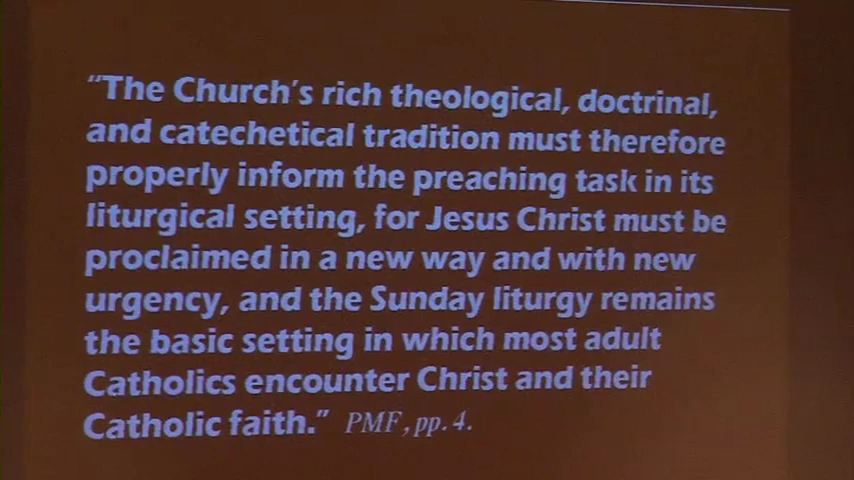 “The Church’s rich theological, doctrinal,
and catechetical tradition must therefore
properly inform the preaching task in its
liturgical setting, for Jesus Christ must be
proclaimed in a new way and with new
urgency, and the Sunday liturgy remains
the basic setting in which most adult
Catholics encounter Christ and their
Catholic faith.” PMF, pp. 4.